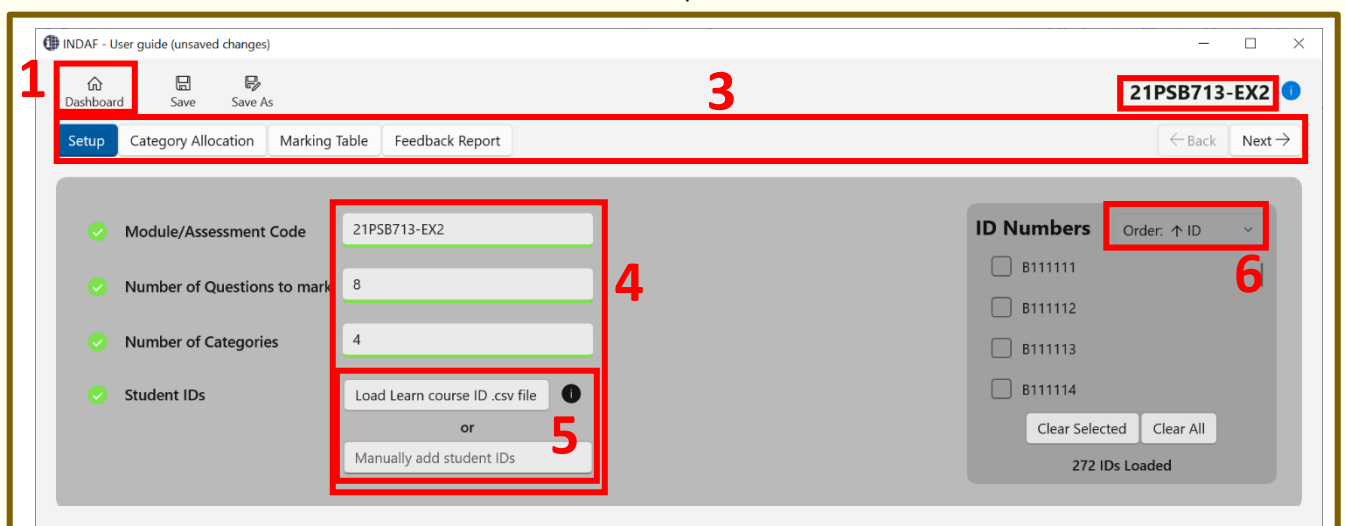 INDAF - User guide (unsaved changes)
1
Dashboard Save Save As
3
21PSB713-EX2 i
Setup Category Allocation Marking Table Feedback Report ← Back Next →
Module/Assessment Code 21PSB713-EX2
Number of Questions to mark 8
4
Number of Categories 4
Student IDs Load Learn course ID .csv file i
or
5
Manually add student IDs
ID Numbers Order: ↑ ID
6
B111111
B111112
B111113
B111114
Clear Selected Clear All
272 IDs Loaded